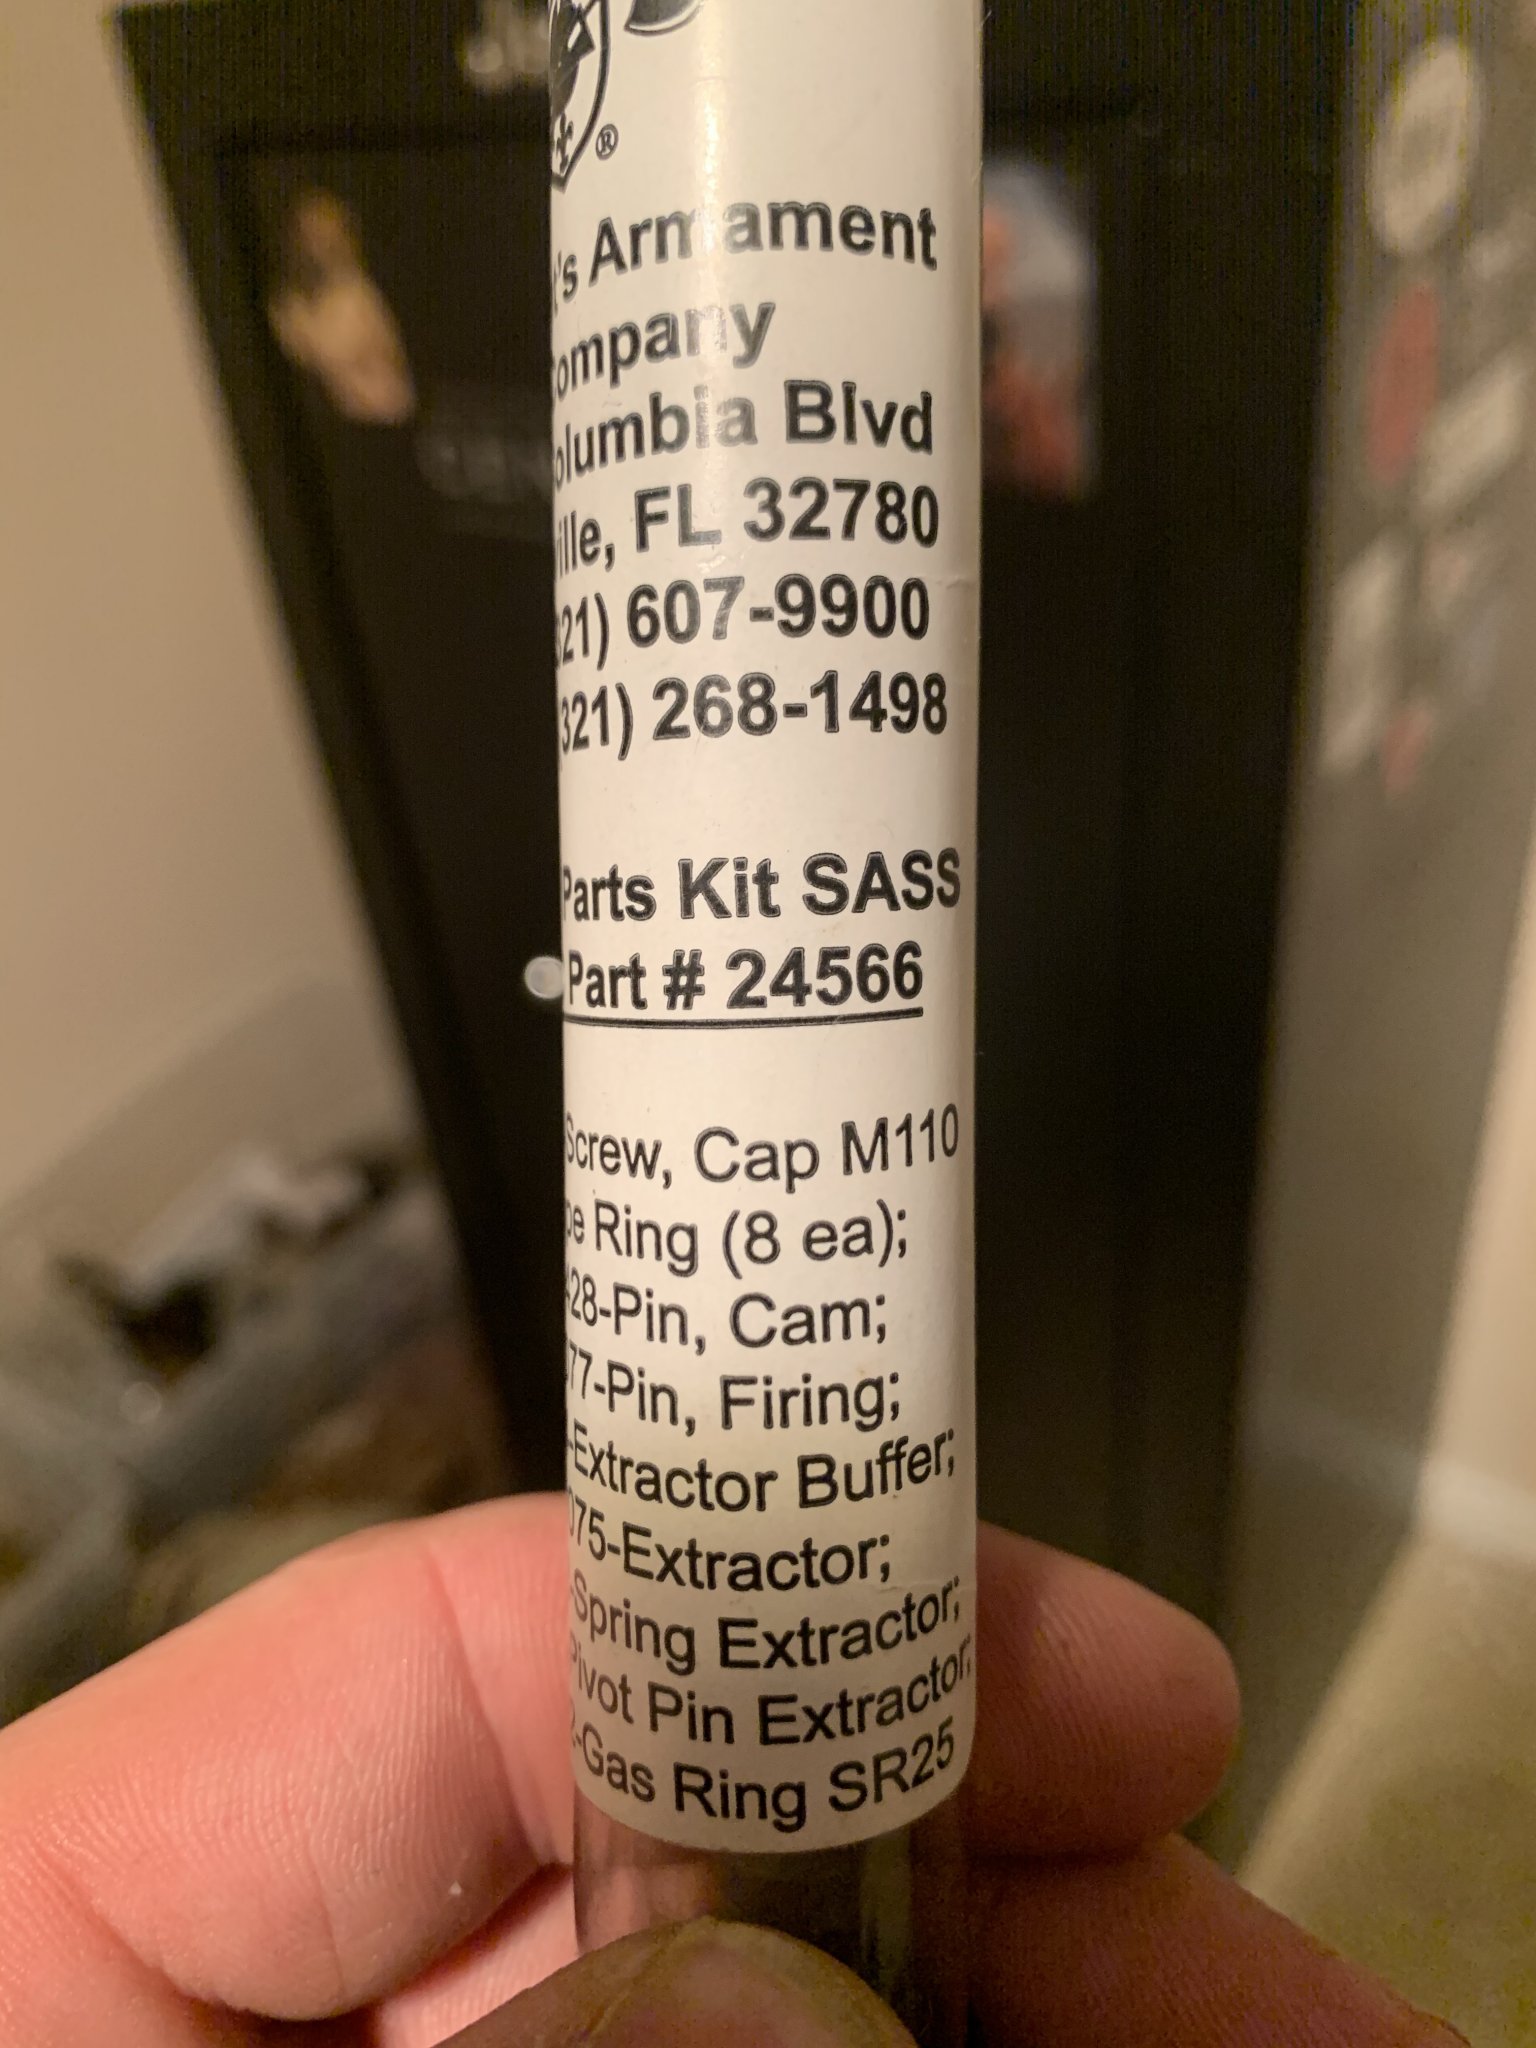 ®
's Armament
ompany
olumbia Blvd
ille, FL 32780
21) 607-9900
321) 268-1498
Parts Kit SASS
Part # 24566
Screw, Cap M110
pe Ring (8 ea);
28-Pin, Cam;
77-Pin, Firing;
-Extractor Buffer;
075-Extractor;
-Spring Extractor;
Pivot Pin Extractor;
-Gas Ring SR25